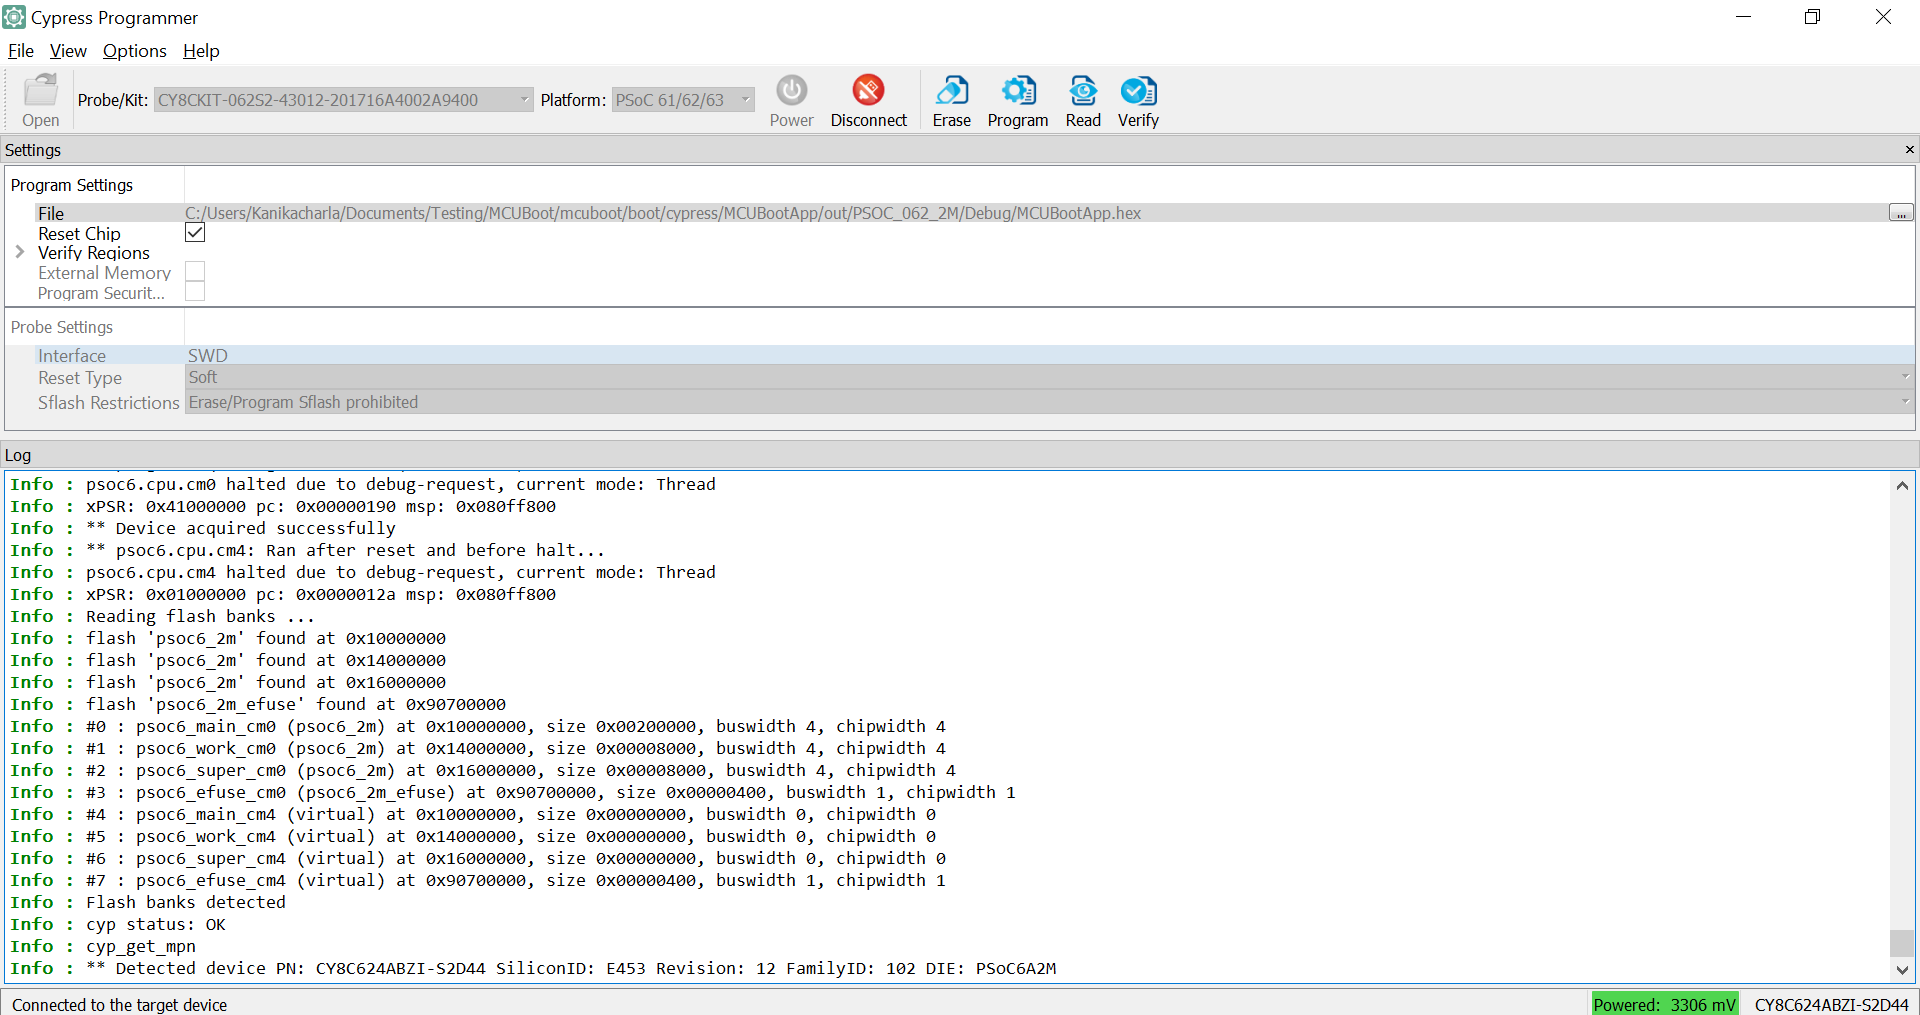 Cypress Programmer
File View Options Help
Open Probe/Kit: CY8CKIT-062S2-43012-201716A4002A9400 Platform: PSoC 61/62/63 Power Disconnect Erase Program Read Verify
Settings
Program Settings
File C:/Users/Kanikacharla/Documents/Testing/MCUBoot/mcuboot/boot/cypress/MCUBootApp/out/PSOC_062_2M/Debug/MCUBootApp.hex ...
Reset Chip
Verify Regions
External Memory
Program Securit...
Probe Settings
Interface SWD
Reset Type Soft
Sflash Restrictions Erase/Program Sflash prohibited
Log
Info : psoc6.cpu.cm0 halted due to debug-request, current mode: Thread
Info : xPSR: 0x41000000 pc: 0x00000190 msp: 0x080ff800
Info : ** Device acquired successfully
Info : ** psoc6.cpu.cm4: Ran after reset and before halt...
Info : psoc6.cpu.cm4 halted due to debug-request, current mode: Thread
Info : xPSR: 0x01000000 pc: 0x0000012a msp: 0x080ff800
Info : Reading flash banks ...
Info : flash 'psoc6_2m' found at 0x10000000
Info : flash 'psoc6_2m' found at 0x14000000
Info : flash 'psoc6_2m' found at 0x16000000
Info : flash 'psoc6_2m_efuse' found at 0x90700000
Info : #0 : psoc6_main_cm0 (psoc6_2m) at 0x10000000, size 0x00200000, buswidth 4, chipwidth 4
Info : #1 : psoc6_work_cm0 (psoc6_2m) at 0x14000000, size 0x00008000, buswidth 4, chipwidth 4
Info : #2 : psoc6_super_cm0 (psoc6_2m) at 0x16000000, size 0x00008000, buswidth 4, chipwidth 4
Info : #3 : psoc6_efuse_cm0 (psoc6_2m_efuse) at 0x90700000, size 0x00000400, buswidth 1, chipwidth 1
Info : #4 : psoc6_main_cm4 (virtual) at 0x10000000, size 0x00000000, buswidth 0, chipwidth 0
Info : #5 : psoc6_work_cm4 (virtual) at 0x14000000, size 0x00000000, buswidth 0, chipwidth 0
Info : #6 : psoc6_super_cm4 (virtual) at 0x16000000, size 0x00000000, buswidth 0, chipwidth 0
Info : #7 : psoc6_efuse_cm4 (virtual) at 0x90700000, size 0x00000400, buswidth 1, chipwidth 1
Info : Flash banks detected
Info : cyp status: OK
Info : cyp_get_mpn
Info : ** Detected device PN: CY8C624ABZI-S2D44 SiliconID: E453 Revision: 12 FamilyID: 102 DIE: PSoC6A2M
Connected to the target device Powered: 3306 mV CY8C624ABZI-S2D44